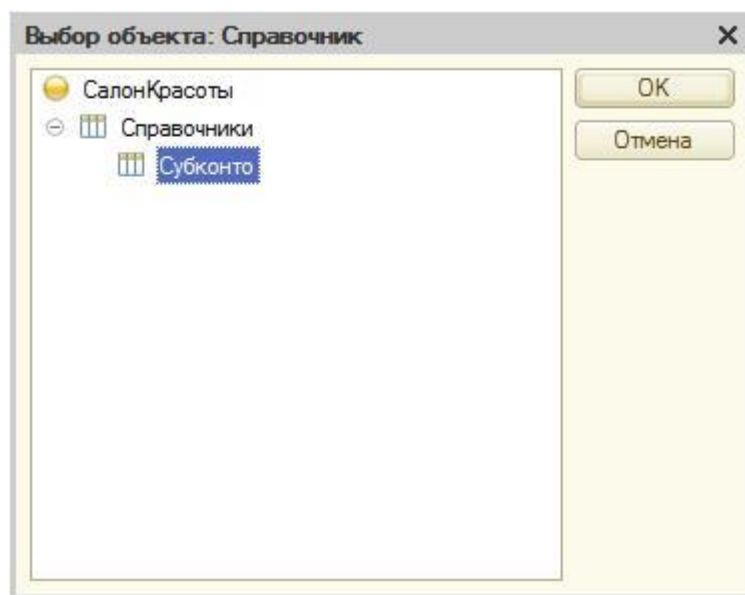 Выбор объекта: Справочник
СалонКрасоты
Справочники
Субконто
OK
Отмена